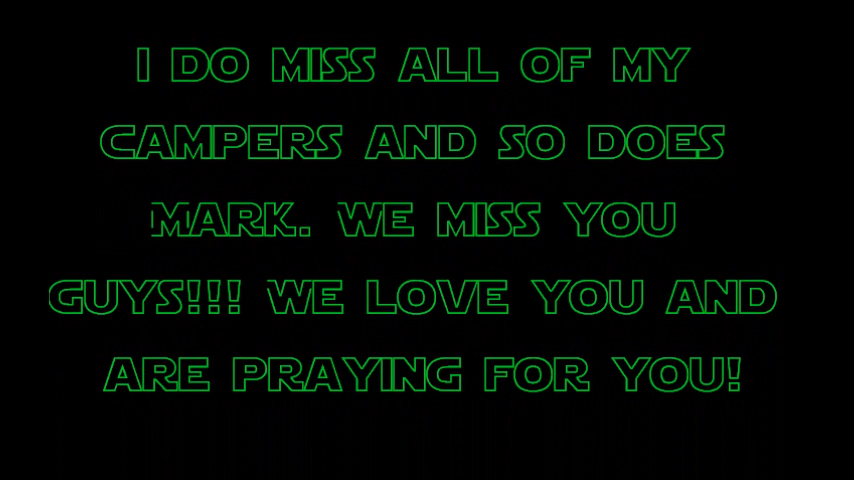 I DO MISS ALL OF MY
CAMPERS AND SO DOES
MARK. WE MISS YOU
GUYS!!! WE LOVE YOU AND
ARE PRAYING FOR YOU!